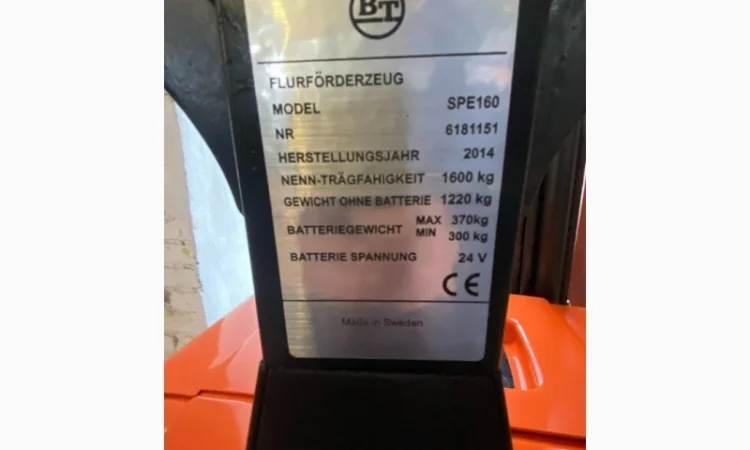 BT
FLURFÖRDERZEUG
MODEL SPE160
NR 6181151
HERSTELLUNGSJAHR 2014
NENN-TRÄGFAHIGKEIT 1600 kg
GEWICHT OHNE BATTERIE 1220 kg
BATTERIEGEWICHT MAX 370kg
MIN 300 kg
BATTERIE SPANNUNG 24 V
CE
Made in Sweden